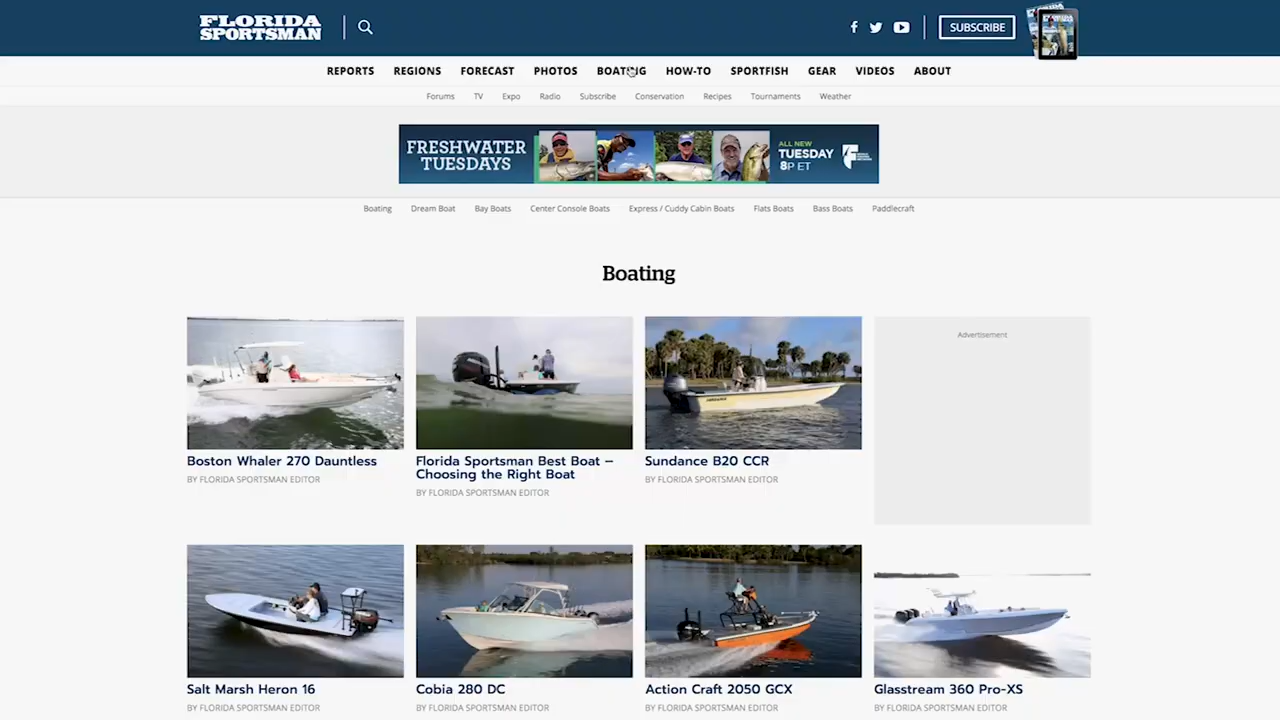 FLORIDA
SPORTSMAN
SUBSCRIBE
REPORTS REGIONS FORECAST PHOTOS BOATING HOW-TO SPORTFISH GEAR VIDEOS ABOUT
Forums TV Expo Radio Subscribe Conservation Recipes Tournaments Weather
FRESHWATER
TUESDAYS
ALL NEW
TUESDAY
8P ET
Boating Dream Boat Bay Boats Center Console Boats Express / Cuddy Cabin Boats Flats Boats Bass Boats Paddlecraft
Boating
Advertisement
Boston Whaler 270 Dauntless
BY FLORIDA SPORTSMAN EDITOR
Florida Sportsman Best Boat –
Choosing the Right Boat
BY FLORIDA SPORTSMAN EDITOR
Sundance B20 CCR
BY FLORIDA SPORTSMAN EDITOR
Salt Marsh Heron 16
BY FLORIDA SPORTSMAN EDITOR
Cobia 280 DC
BY FLORIDA SPORTSMAN EDITOR
Action Craft 2050 GCX
BY FLORIDA SPORTSMAN EDITOR
Glasstream 360 Pro-XS
BY FLORIDA SPORTSMAN EDITOR